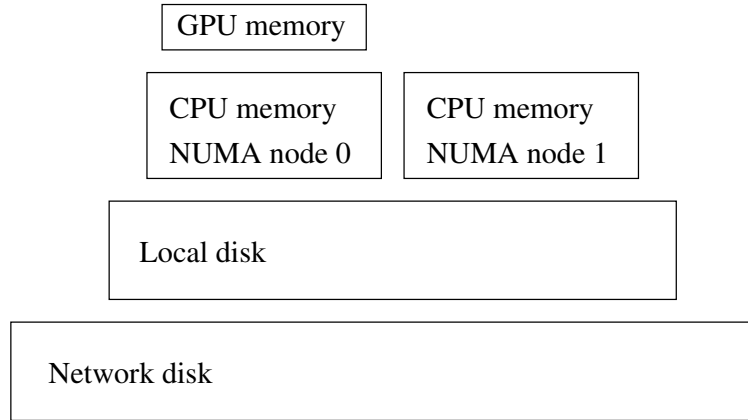 GPU memory
CPU memory
NUMA node 0
CPU memory
NUMA node 1
Local disk
Network disk